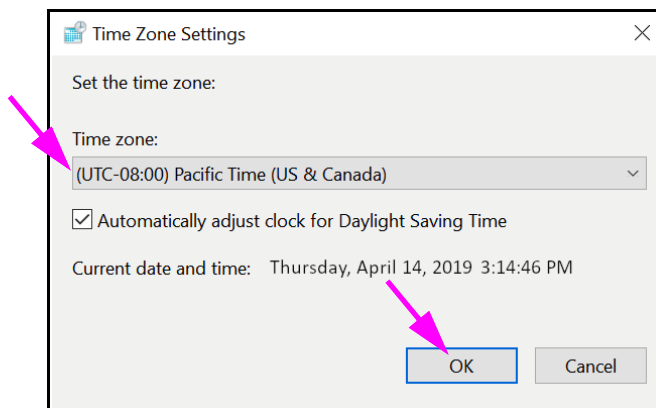 Time Zone Settings
Set the time zone:
Time zone:
(UTC-08:00) Pacific Time (US & Canada)
Automatically adjust clock for Daylight Saving Time
Current date and time: Thursday, April 14, 2019 3:14:46 PM
OK Cancel